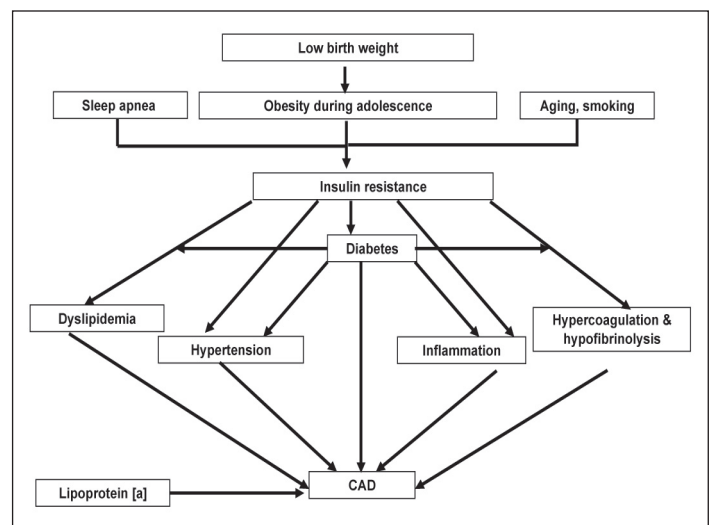 Low birth weight
Sleep apnea
Obesity during adolescence
Aging, smoking
Insulin resistance
Diabetes
Dyslipidemia
Hypertension
Inflammation
Hypercoagulation &
hypofibrinolysis
Lipoprotein [a]
CAD